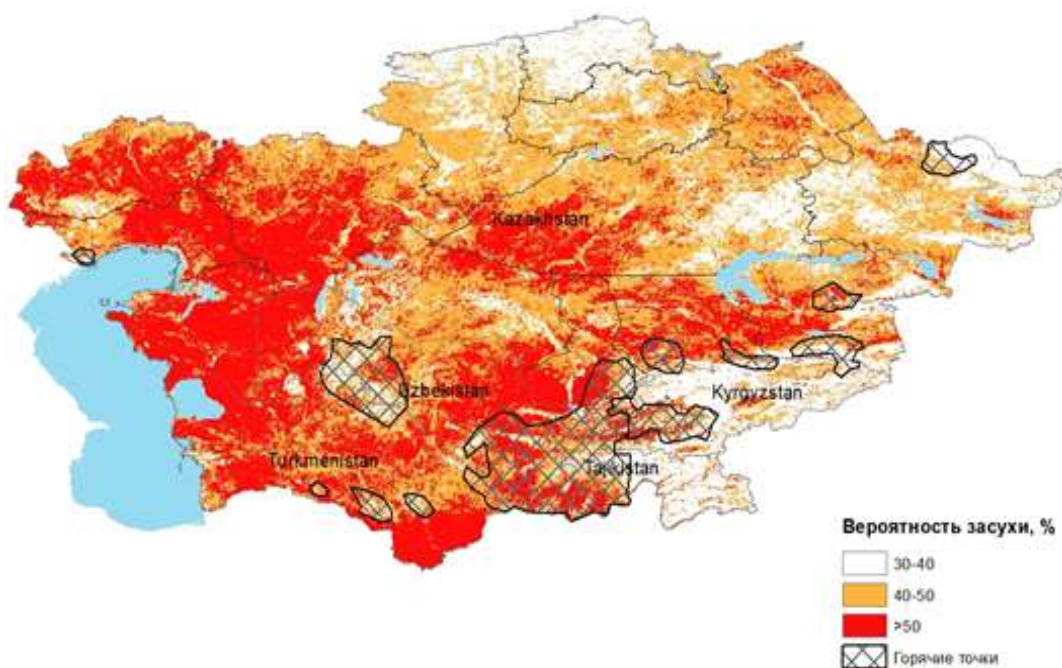 Kazakhstan
Uzbekistan
Kyrgyzstan
Turkmenistan
Tajikistan
Вероятность засухи, %
30-40
40-50
>50
Горячие точки